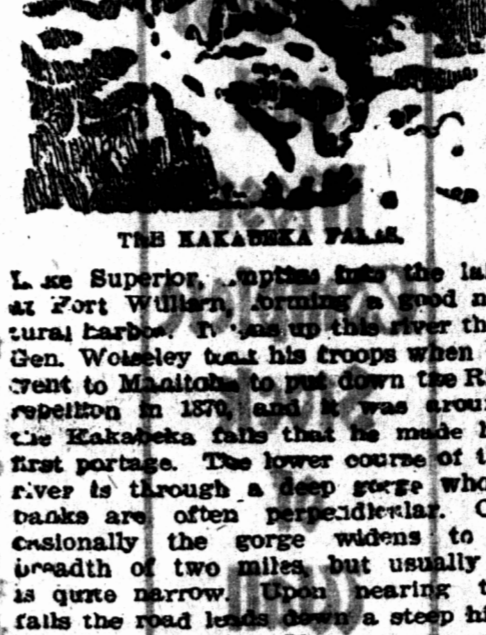 THE KAKABEKA FALLS.
Lake Superior, empties into the la
at Fort William, forming a good n
tural harbor. It was up this river th
Gen. Wolseley took his troops when
went to Manitoba to put down the R
rebellion in 1870, and it was arou
the Kakabeka falls that he made h
first portage. The lower course of t
river is through a deep gorge who
banks are often perpendicular. O
casionally the gorge widens to
breadth of two miles, but usually
is quite narrow. Upon nearing t
falls the road leads down a steep hi